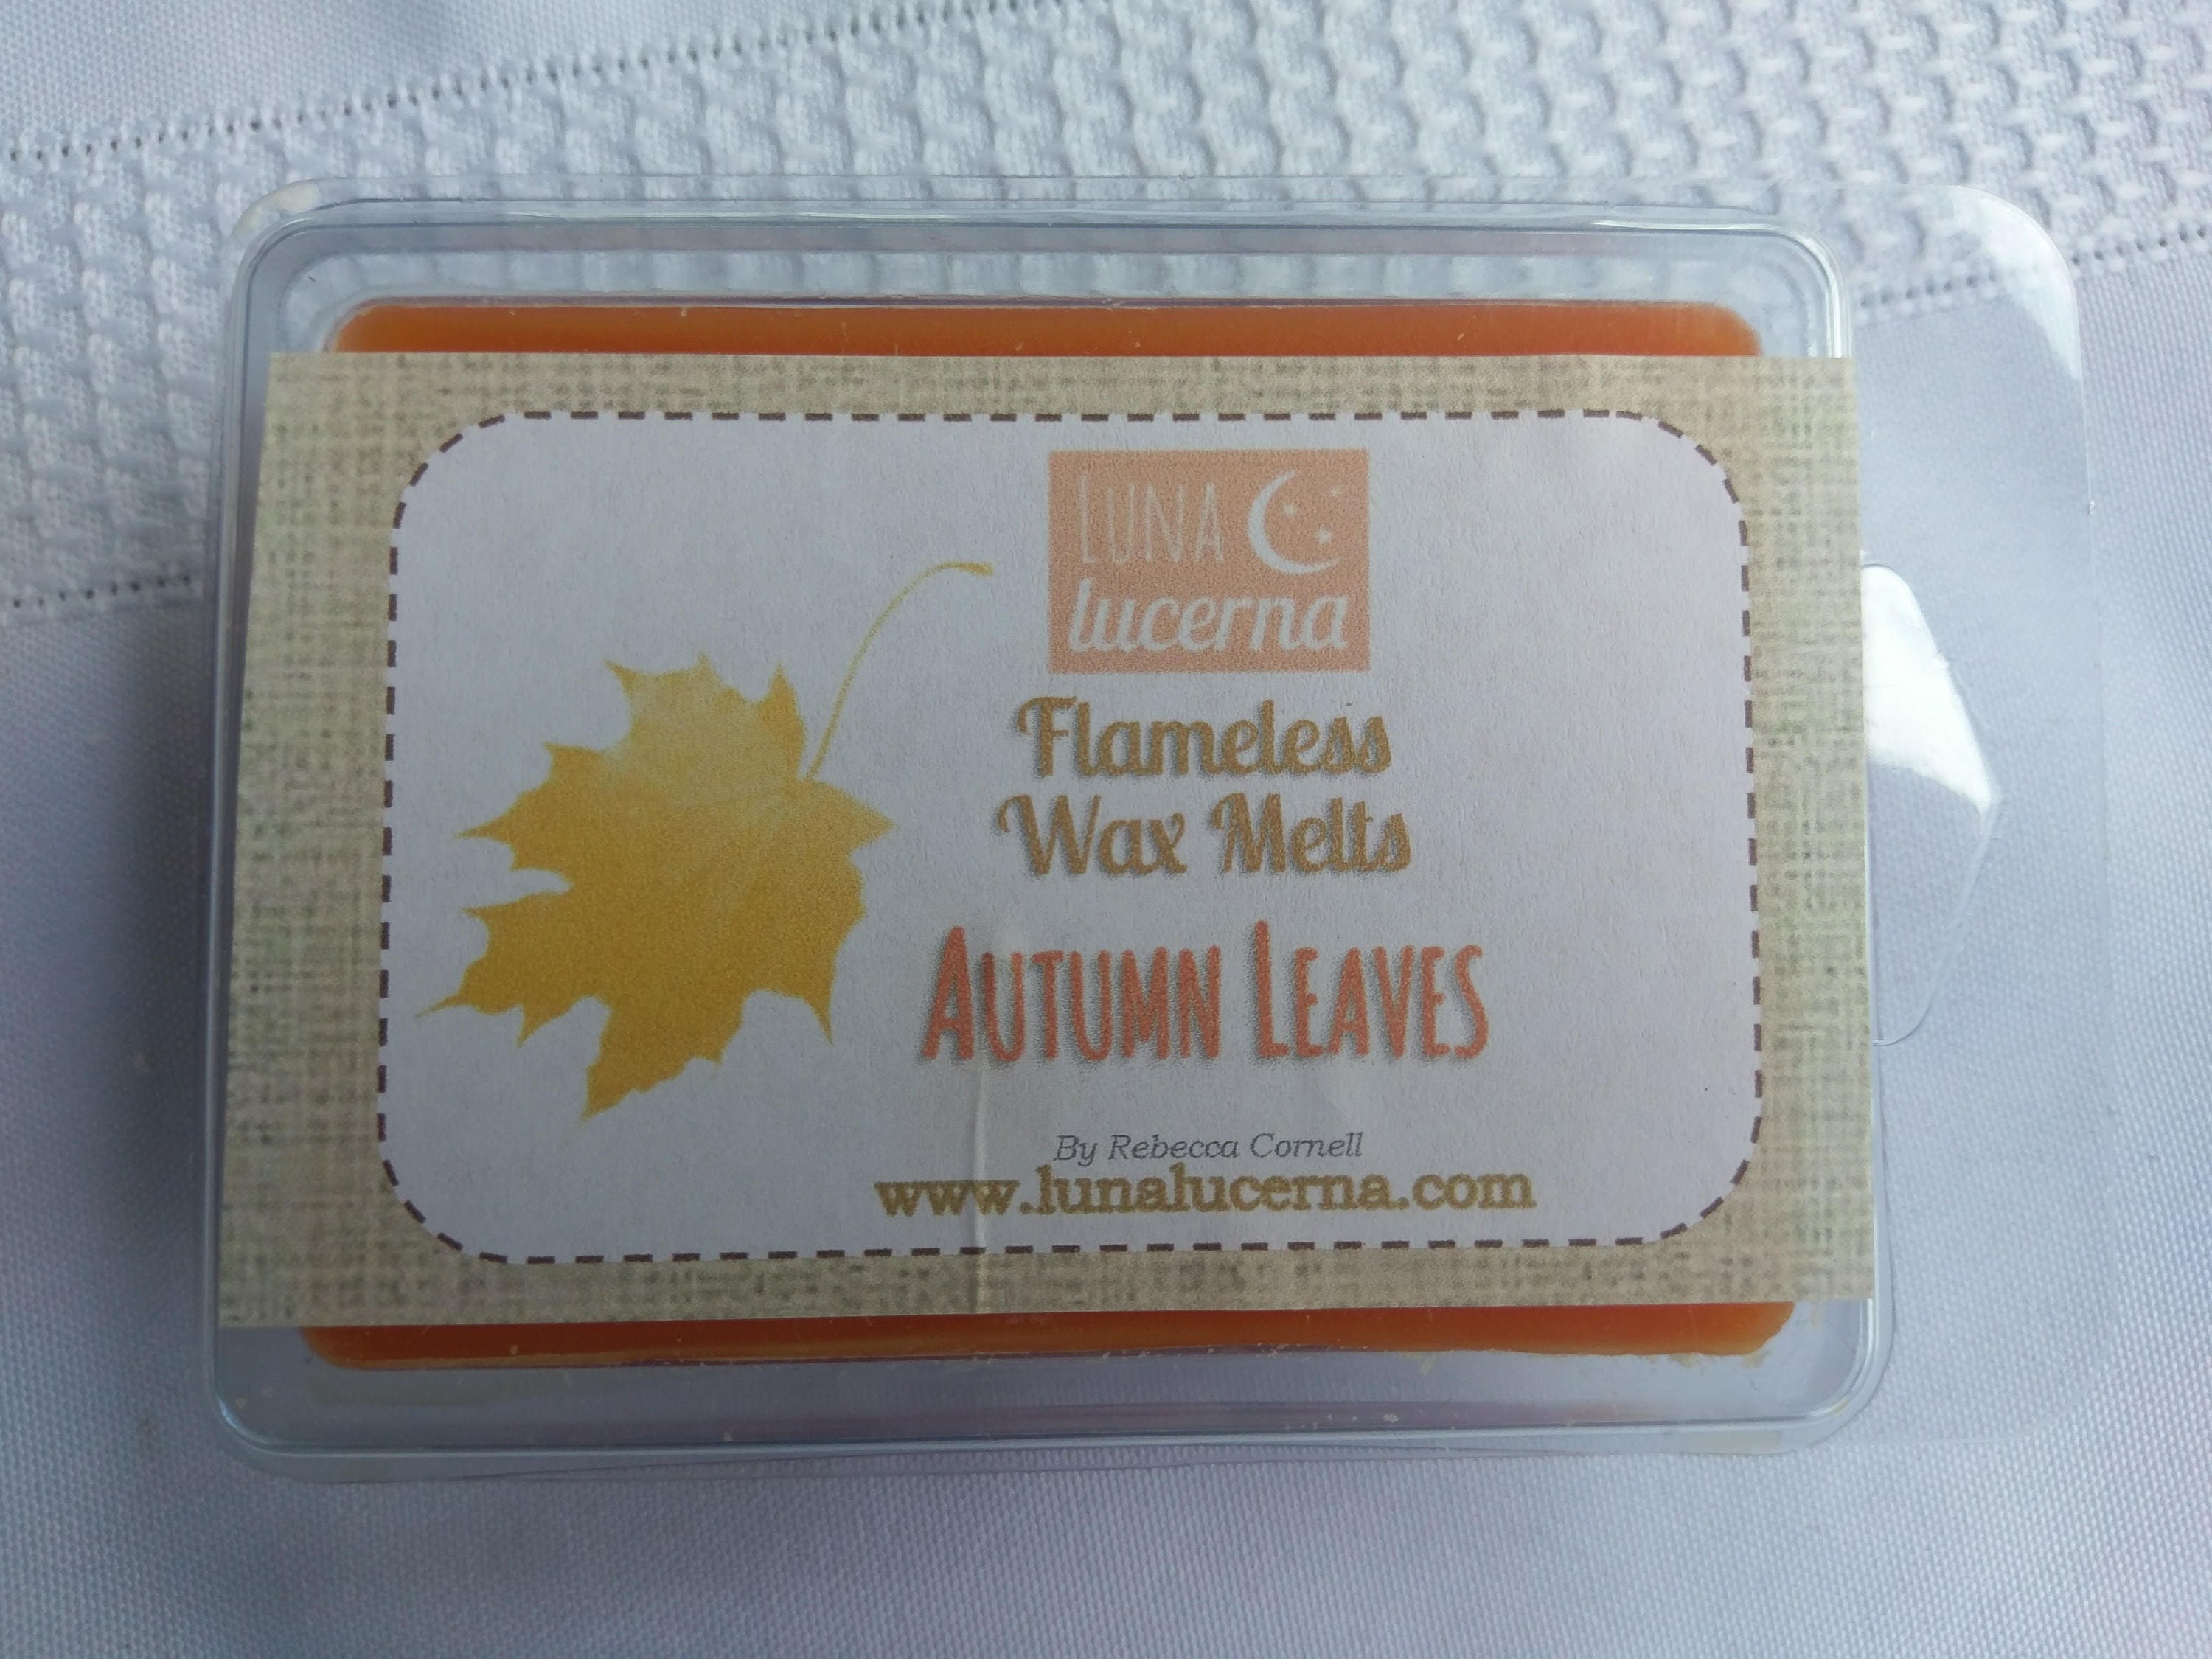 LUNA
lucerna
Flameless
Wax Melts
AUTUMN LEAVES
By Rebecca Cornell
www.lunalucerna.com